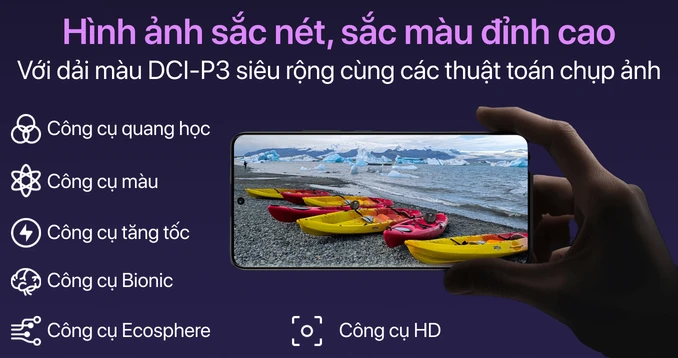 Hình ảnh sắc nét, sắc màu đỉnh cao
Với dải màu DCI-P3 siêu rộng cùng các thuật toán chụp ảnh
Công cụ quang học
Công cụ màu
Công cụ tăng tốc
Công cụ Bionic
Công cụ Ecosphere
Công cụ HD